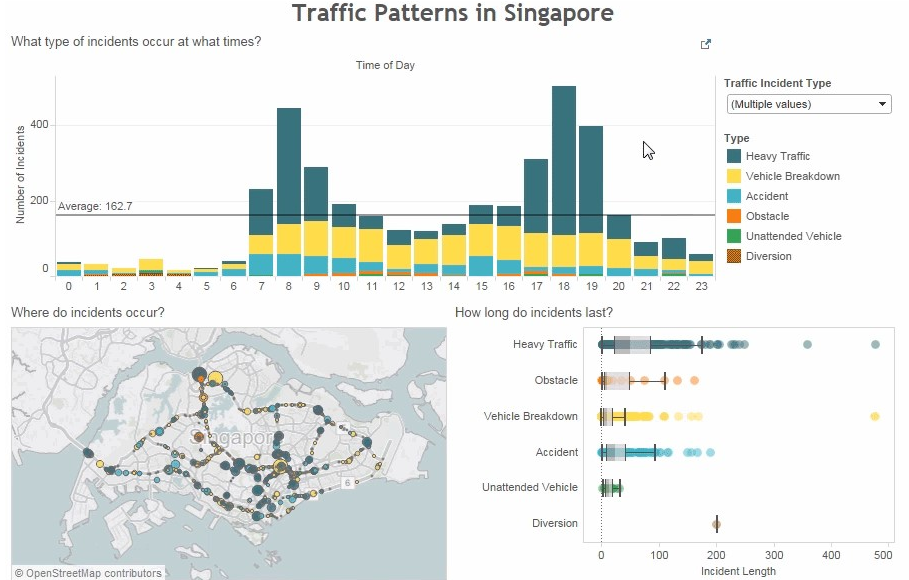 Traffic Patterns in Singapore
What type of incidents occur at what times?
Time of Day
Traffic Incident Type
(Multiple values)
Number of Incidents
400
200
0
Average: 162.7
Type
Heavy Traffic
Vehicle Breakdown
Accident
Obstacle
Unattended Vehicle
Diversion
0 1 2 3 4 5 6 7 8 9 10 11 12 13 14 15 16 17 18 19 20 21 22 23
Where do incidents occur?
ngapor
6
© OpenStreetMap contributors
How long do incidents last?
Heavy Traffic
Obstacle
Vehicle Breakdown
Accident
Unattended Vehicle
Diversion
0 100 200 300 400 500
Incident Length